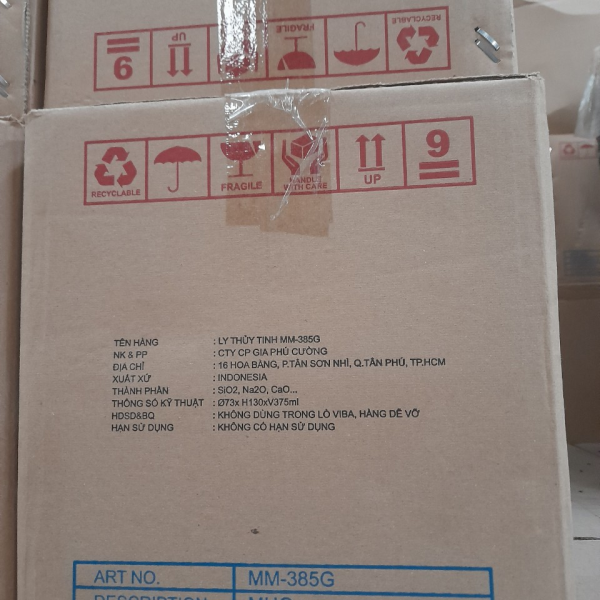 RECYCLABLE
FRAGILE
UP
9
RECYCLABLE
FRAGILE
HANDLE WITH CARE
UP
9
TÊN HÀNG : LY THỦY TINH MM-385G
NK & PP : CTY CP GIA PHÚ CƯỜNG
ĐỊA CHỈ : 16 HOA BẰNG, P.TÂN SƠN NHÌ, Q.TÂN PHÚ, TP.HCM
XUẤT XỨ : INDONESIA
THÀNH PHẦN : SiO2, Na2O, CaO...
THÔNG SỐ KỸ THUẬT : Ø73x H130xV375ml
HDSD&BQ : KHÔNG DÙNG TRONG LÒ VIBA, HÀNG DỄ VỠ
HẠN SỬ DỤNG : KHÔNG CÓ HẠN SỬ DỤNG
ART NO. MM-385G
DESCRIPTION MUG